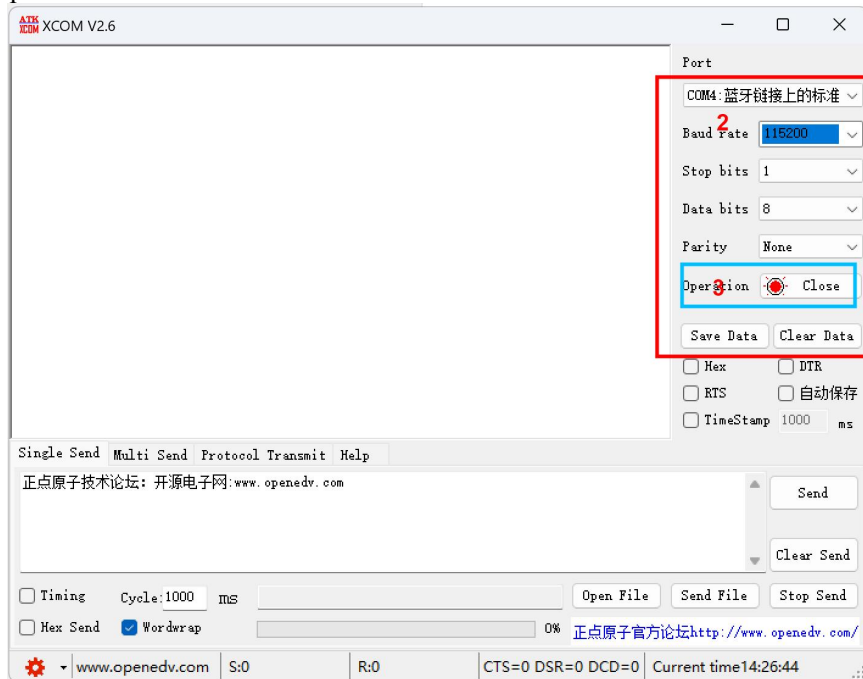 ATK XCOM XCOM V2.6
Port
COM4:蓝牙链接上的标准
2
Baud rate 115200
Stop bits 1
Data bits 8
Parity None
Operation Close
3
Save Data Clear Data
Hex DTR
RTS 自动保存
TimeStamp 1000 ms
Single Send Multi Send Protocol Transmit Help
正点原子技术论坛：开源电子网:www.openedv.com
Send
Clear Send
Timing Cycle:1000 ms Open File Send File Stop Send
Hex Send Wordwrap 0% 正点原子官方论坛http://www.openedv.com/
www.openedv.com S:0 R:0 CTS=0 DSR=0 DCD=0 Current time14:26:44